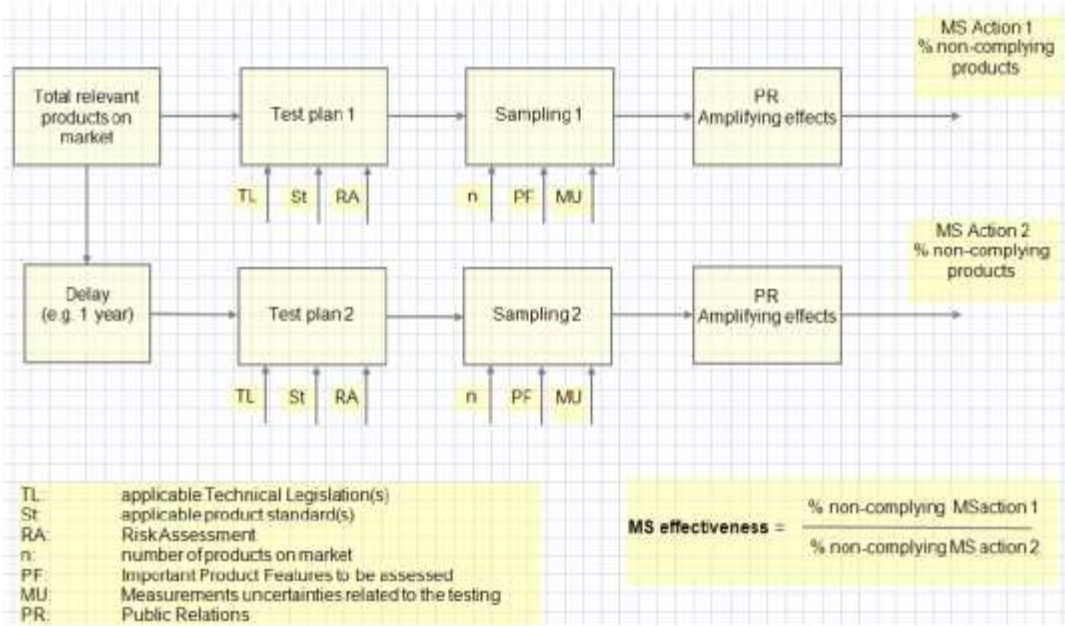 MS Action 1
% non-complying
products
Total relevant
products on
market
Test plan 1
Sampling 1
PR
Amplifying effects
TL
St
RA
n
PF
MU
MS Action 2
% non-complying
products
Delay
(e.g. 1 year)
Test plan 2
Sampling 2
PR
Amplifying effects
TL
St
RA
n
PF
MU
TL: applicable Technical Legislation(s)
St: applicable product standard(s)
RA: Risk Assessment
n: number of products on market
PF: Important Product Features to be assessed
MU: Measurements uncertainties related to the testing
PR: Public Relations
% non-complying MSaction 1
MS effectiveness =
% non-complying MS action 2